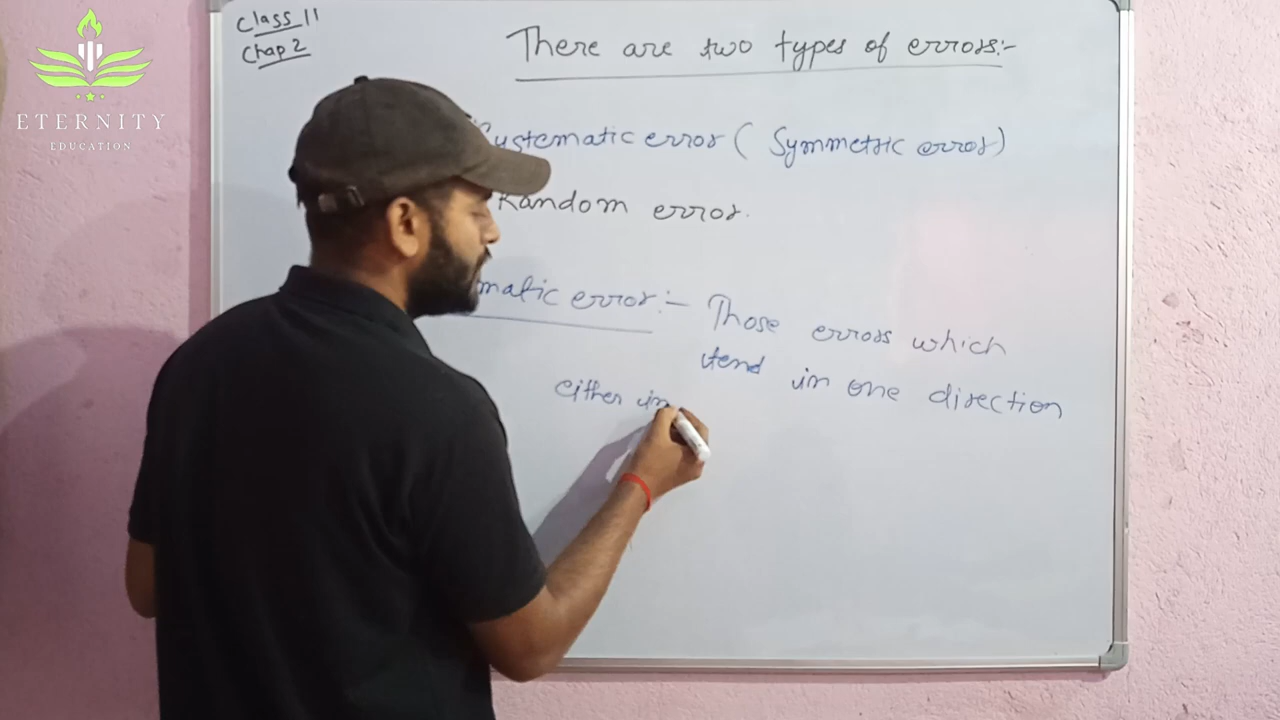 ETERNITY
EDUCATION
Class 11
Chap 2
There are two types of errors:-
Systematic error ( Symmetric error)
Random error.
matic error:- Those errors which
tend in one direction
either in